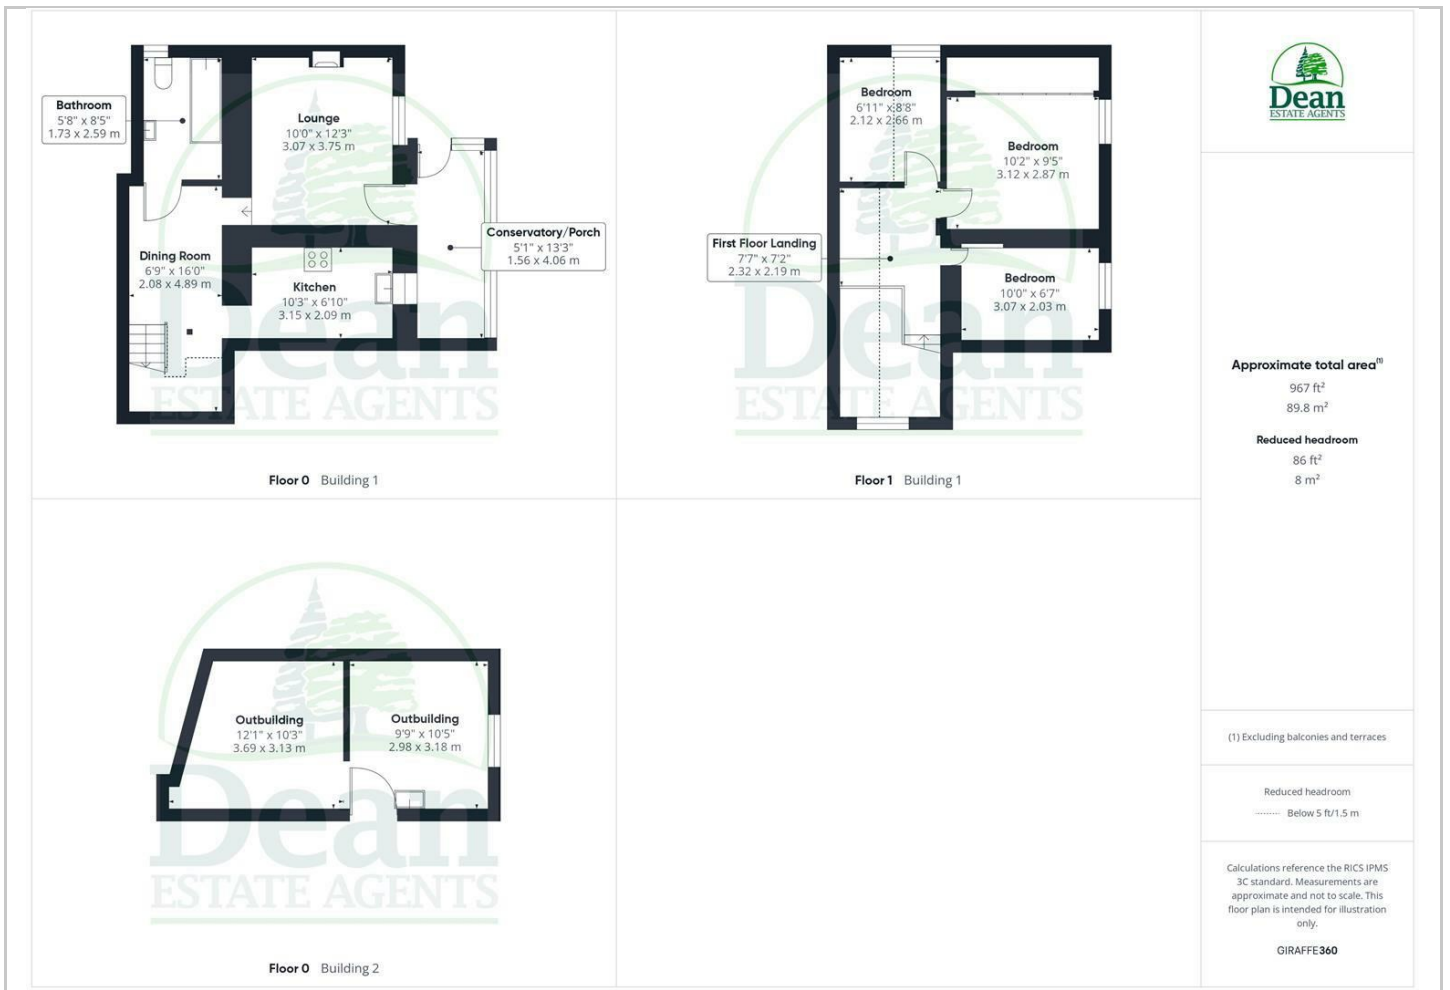 Bathroom
5'8" x 8'5"
1.73 x 2.59 m
Lounge
10'0" x 12'3"
3.07 x 3.75 m
Conservatory/Porch
5'1" x 13'3"
1.56 x 4.06 m
Dining Room
6'9" x 16'0"
2.08 x 4.89 m
Kitchen
10'3" x 6'10"
3.15 x 2.09 m
Dean
ESTATE AGENTS
Floor 0 Building 1
Bedroom
6'11" x 8'8"
2.12 x 2.66 m
Bedroom
10'2" x 9'5"
3.12 x 2.87 m
First Floor Landing
7'7" x 7'2"
2.32 x 2.19 m
Bedroom
10'0" x 6'7"
3.07 x 2.03 m
Dean
ESTATE AGENTS
Floor 1 Building 1
Outbuilding
12'1" x 10'3"
3.69 x 3.13 m
Outbuilding
9'9" x 10'5"
2.98 x 3.18 m
Dean
ESTATE AGENTS
Floor 0 Building 2
Dean
ESTATE AGENTS
Approximate total area(1)
967 ft²
89.8 m²
Reduced headroom
86 ft²
8 m²
(1) Excluding balconies and terraces
Reduced headroom
Below 5 ft/1.5 m
Calculations reference the RICS IPMS
3C standard. Measurements are
approximate and not to scale. This
floor plan is intended for illustration
only.
GIRAFFE360